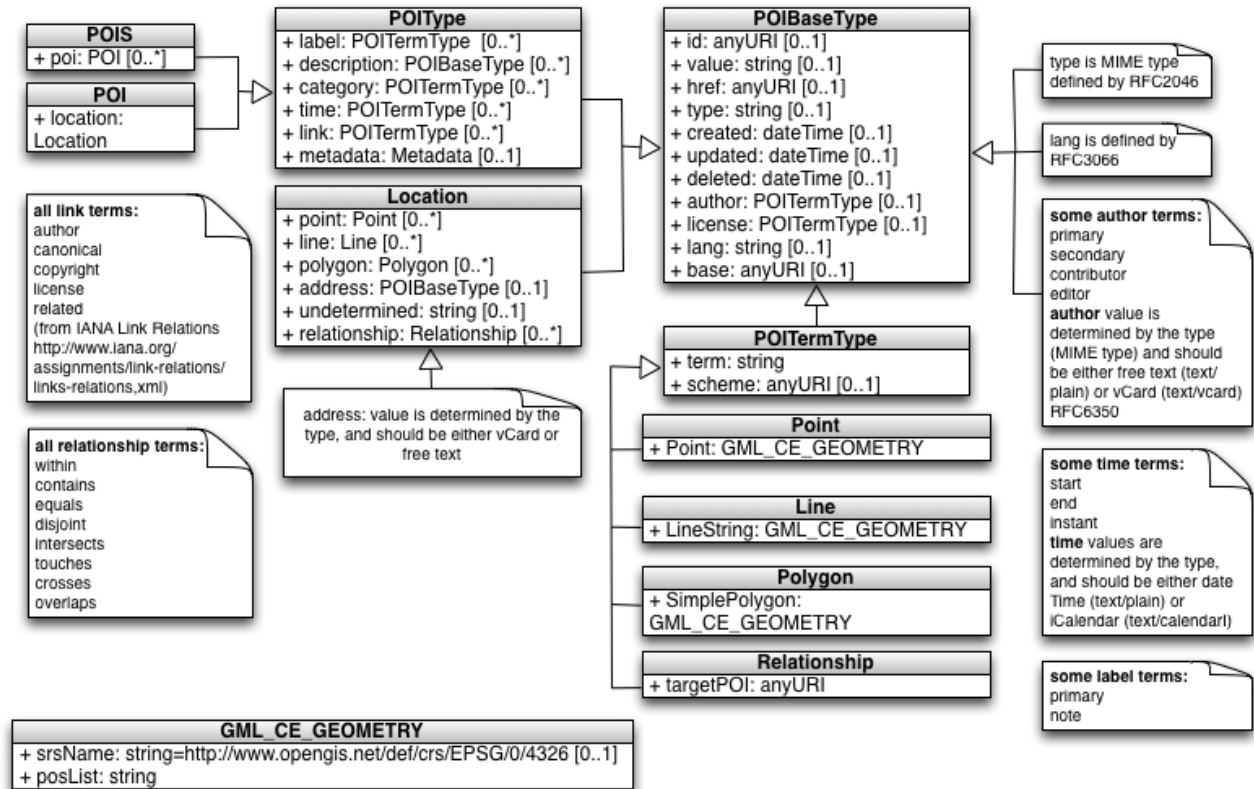 POIS
+ poi: POI [0..*]
POI
+ location:
Location
POIType
+ label: POITermType [0..*]
+ description: POIBaseType [0..*]
+ category: POITermType [0..*]
+ time: POITermType [0..*]
+ link: POITermType [0..*]
+ metadata: Metadata [0..1]
POIBaseType
+ id: anyURI [0..1]
+ value: string [0..1]
+ href: anyURI [0..1]
+ type: string [0..1]
+ created: dateTime [0..1]
+ updated: dateTime [0..1]
+ deleted: dateTime [0..1]
+ author: POITermType [0..1]
+ license: POITermType [0..1]
+ lang: string [0..1]
+ base: anyURI [0..1]
type is MIME type
defined by RFC2046
lang is defined by
RFC3066
all link terms:
author
canonical
copyright
license
related
(from IANA Link Relations
http://www.iana.org/
assignments/link-relations/
links-relations,xml)
Location
+ point: Point [0..*]
+ line: Line [0..*]
+ polygon: Polygon [0..*]
+ address: POIBaseType [0..1]
+ undetermined: string [0..1]
+ relationship: Relationship [0..*]
some author terms:
primary
secondary
contributor
editor
author value is
determined by the type
(MIME type) and should
be either free text (text/
plain) or vCard (text/vcard)
RFC6350
POITermType
+ term: string
+ scheme: anyURI [0..1]
address: value is determined by the
type, and should be either vCard or
free text
Point
+ Point: GML_CE_GEOMETRY
all relationship terms:
within
contains
equals
disjoint
intersects
touches
crosses
overlaps
Line
+ LineString: GML_CE_GEOMETRY
some time terms:
start
end
instant
time values are
determined by the type,
and should be either date
Time (text/plain) or
iCalendar (text/calendarl)
Polygon
+ SimplePolygon:
GML_CE_GEOMETRY
Relationship
+ targetPOI: anyURI
some label terms:
primary
note
GML_CE_GEOMETRY
+ srsName: string=http://www.opengis.net/def/crs/EPSG/0/4326 [0..1]
+ posList: string